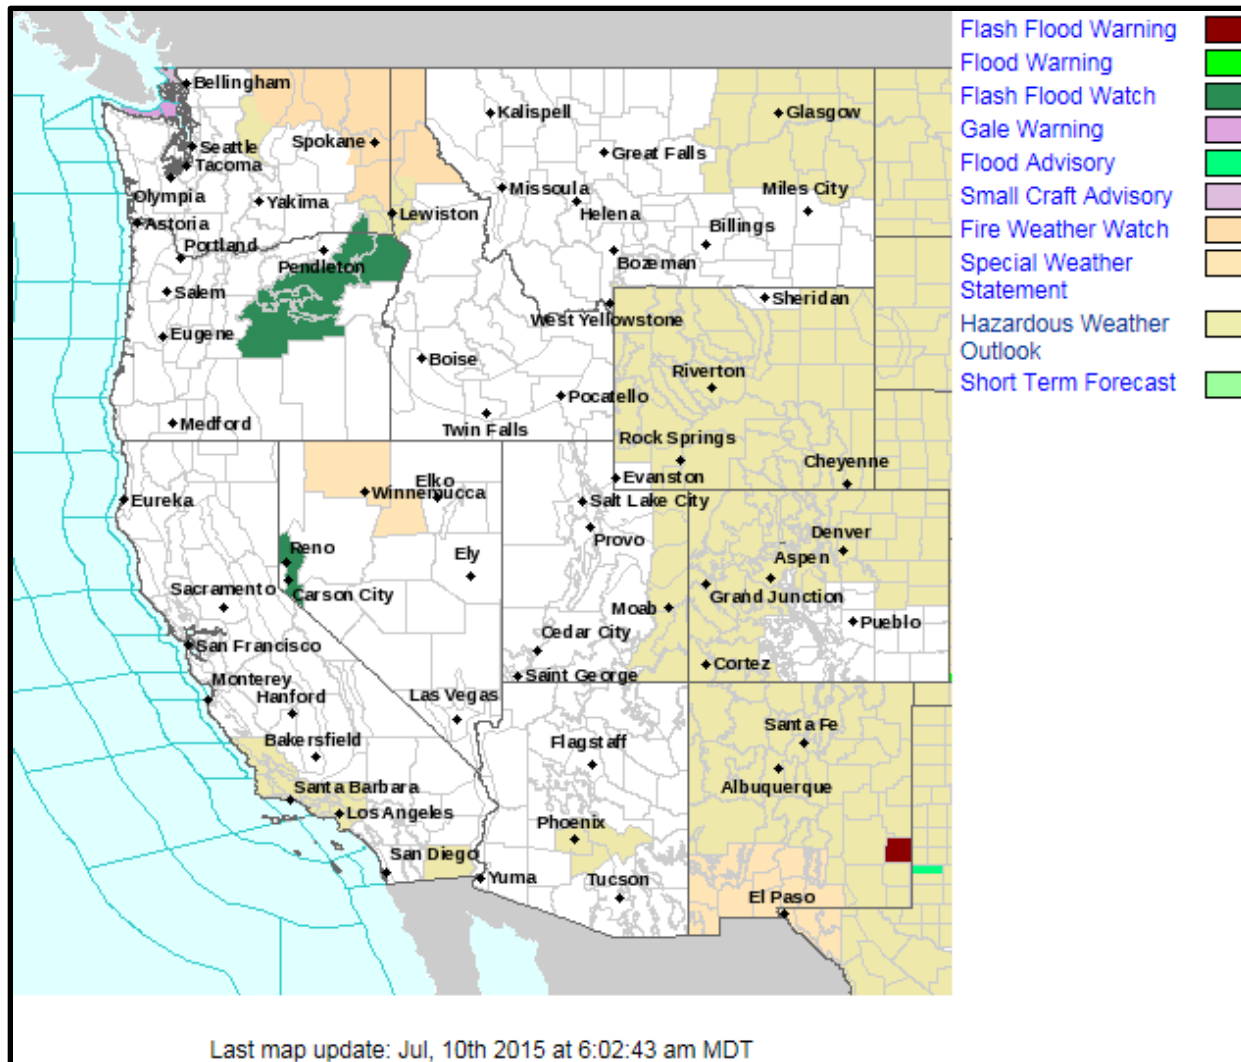 Flash Flood Warning
Flood Warning
Flash Flood Watch
Gale Warning
Flood Advisory
Small Craft Advisory
Fire Weather Watch
Special Weather
Statement
Hazardous Weather
Outlook
Short Term Forecast
Bellingham
Kalispell
Glasgow
Seattle
Spokane
Great Falls
Tacoma
Olympia
Yakima
Missoula
Helena
Miles City
Astoria
Lewiston
Billings
Portland
Pendleton
Bozeman
Salem
Sheridan
Eugene
West Yellowstone
Boise
Riverton
Pocatello
Medford
Twin Falls
Rock Springs
Cheyenne
Elko
Evanston
Eureka
Winnemucca
Salt Lake City
Provo
Denver
Reno
Ely
Aspen
Sacramento
Carson City
Grand Junction
Moab
Pueblo
Cedar City
San Francisco
Cortez
Monterey
Saint George
Hanford
Las Vegas
Santa Fe
Bakersfield
Flagstaff
Santa Barbara
Albuquerque
Los Angeles
Phoenix
San Diego
Yuma
Tucson
El Paso
Last map update: Jul, 10th 2015 at 6:02:43 am MDT